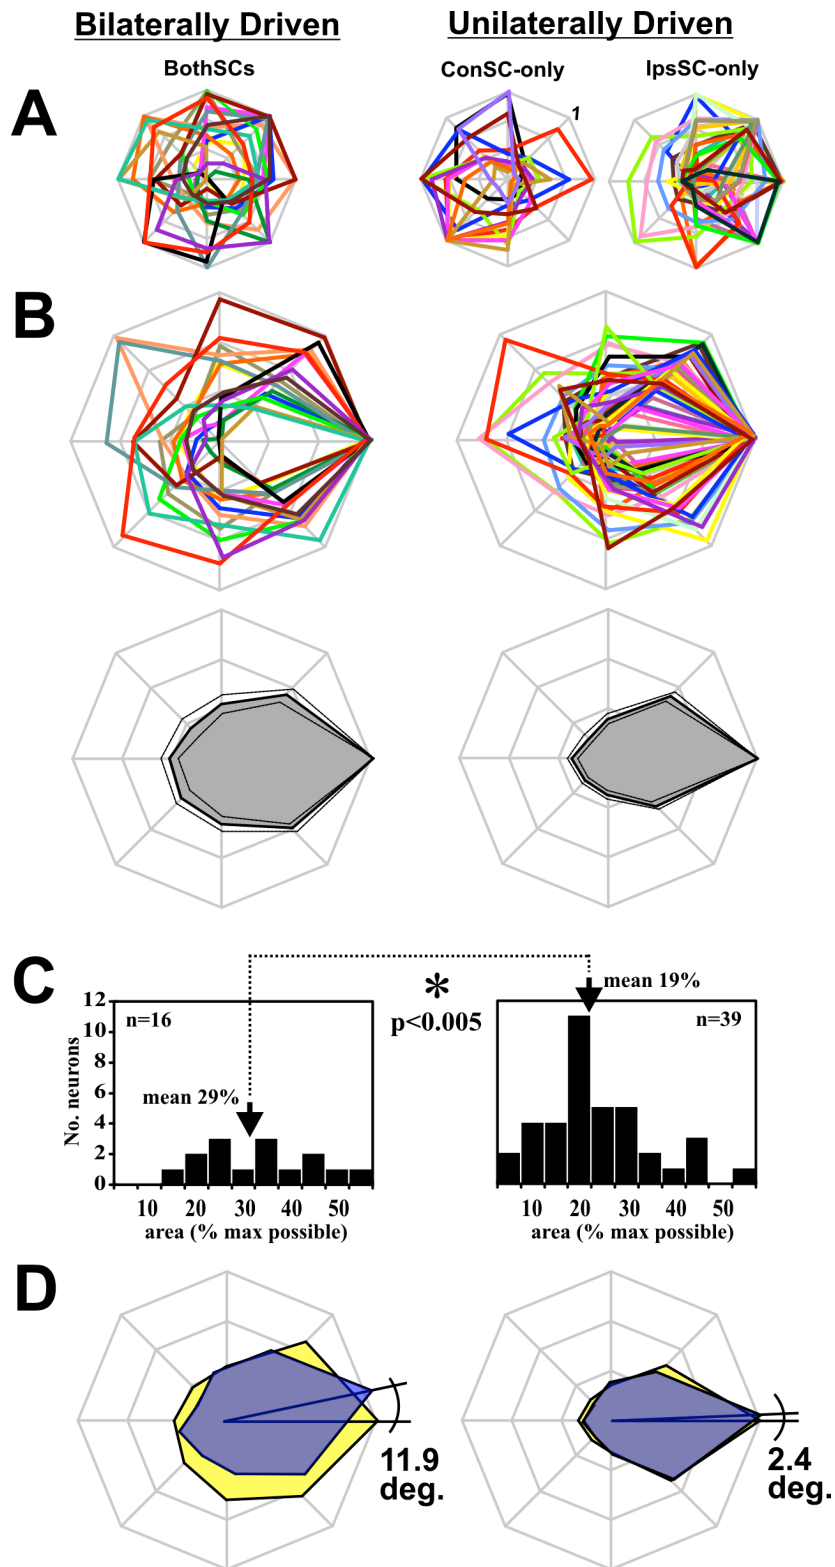 Bilaterally Driven
Unilaterally Driven
BothSCs
ConSC-only
IpsSC-only
A
1
B
C
mean 19%
*
p<0.005
12
10
8
6
4
2
0
No. neurons
n=16
mean 29%
n=39
10 20 30 40 50
area (% max possible)
10 20 30 40 50
area (% max possible)
D
11.9
deg.
2.4
deg.